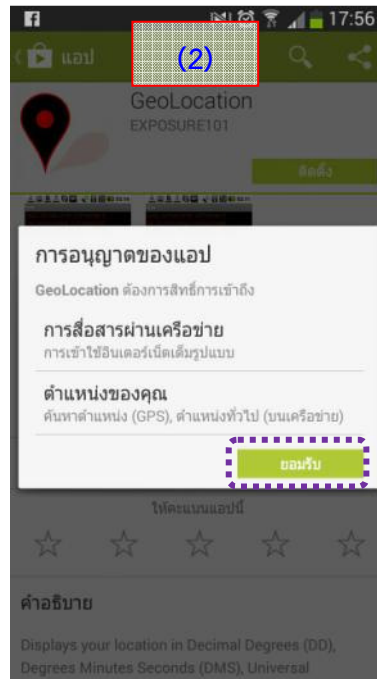 17:56
แอป
(2)
GeoLocation
EXPOSURE101
ติดตั้ง
การอนุญาตของแอป
GeoLocation ต้องการสิทธิ์การเข้าถึง
การสื่อสารผ่านเครือข่าย
การเข้าใช้อินเตอร์เน็ตเต็มรูปแบบ
ตำแหน่งของคุณ
ค้นหาตำแหน่ง (GPS), ตำแหน่งทั่วไป (บนเครือข่าย)
ยอมรับ
ให้คะแนนแอปนี้
คำอธิบาย
Displays your location in Decimal Degrees (DD),
Degrees Minutes Seconds (DMS), Universal